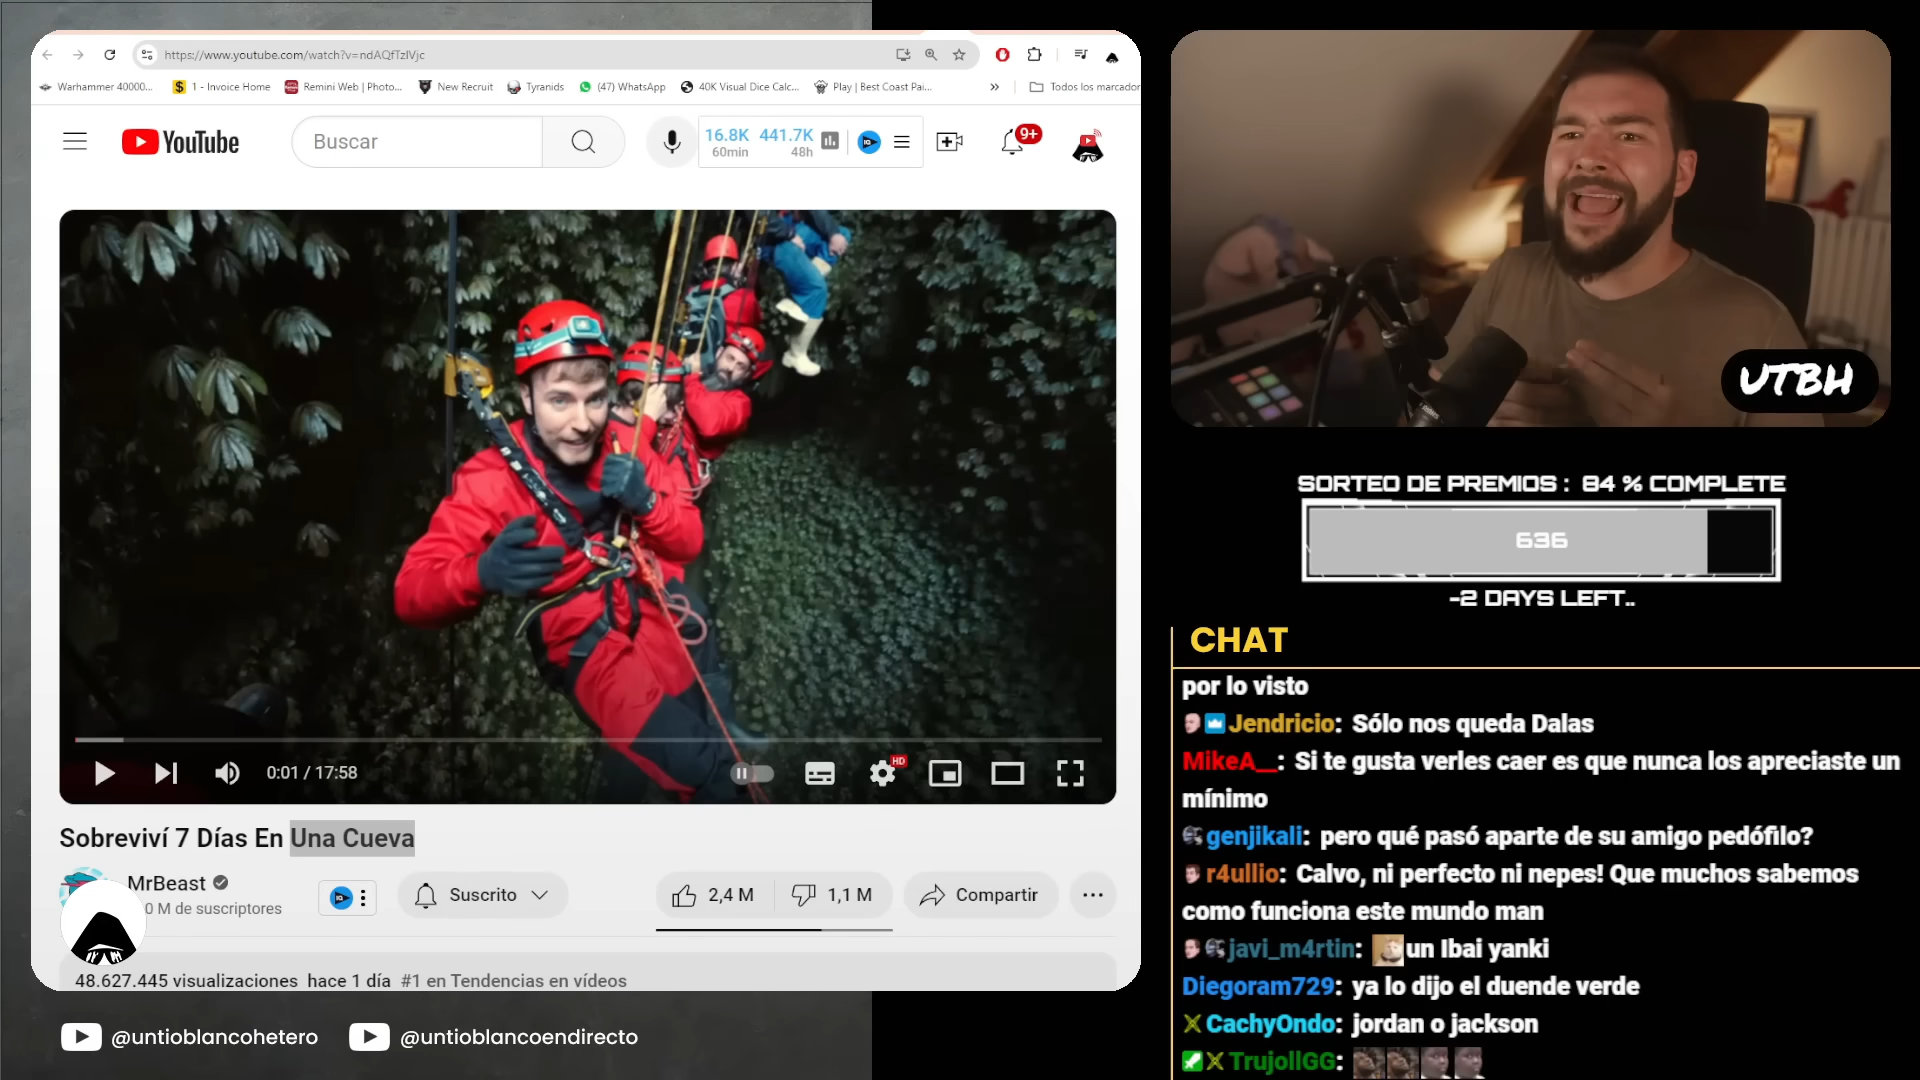 https://www.youtube.com/watch?v=ndAQfTzlVjc
Warhammer 40000...
1 - Invoice Home
Remini Web | Photo...
New Recruit
Tyranids
(47) WhatsApp
40K Visual Dice Calc...
Play | Best Coast Pai...
Todos los marcador
YouTube
Buscar
16.8K 441.7K
60min 48h
9+
0:01 / 17:58
HD
Sobreviví 7 Días En Una Cueva
MrBeast
0 M de suscriptores
Suscrito
2,4 M
1,1 M
Compartir
48.627.445 visualizaciones hace 1 día #1 en Tendencias en vídeos
@untioblancohetero
@untioblancoendirecto
UTBH
SORTEO DE PREMIOS : 84 % COMPLETE
636
-2 DAYS LEFT..
CHAT
por lo visto
Jendricio: Sólo nos queda Dalas
MikeA__: Si te gusta verles caer es que nunca los apreciaste un
mínimo
genjikali: pero qué pasó aparte de su amigo pedófilo?
r4ullio: Calvo, ni perfecto ni nepes! Que muchos sabemos
como funciona este mundo man
javi_m4rtin: un Ibai yanki
Diegoram729: ya lo dijo el duende verde
CachyOndo: jordan o jackson
TrujollGG: